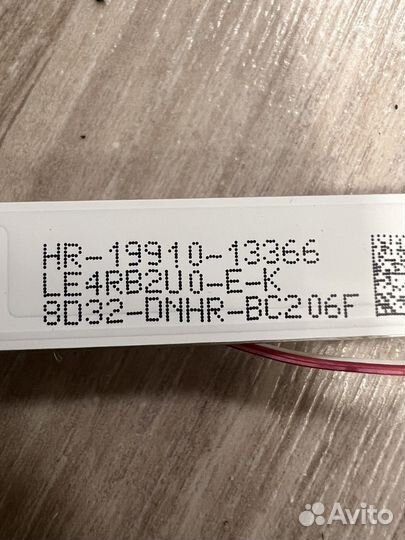 HR-19910-13366
LE4RB2U0-E-K
8D32-DNHR-BC206F
Avito